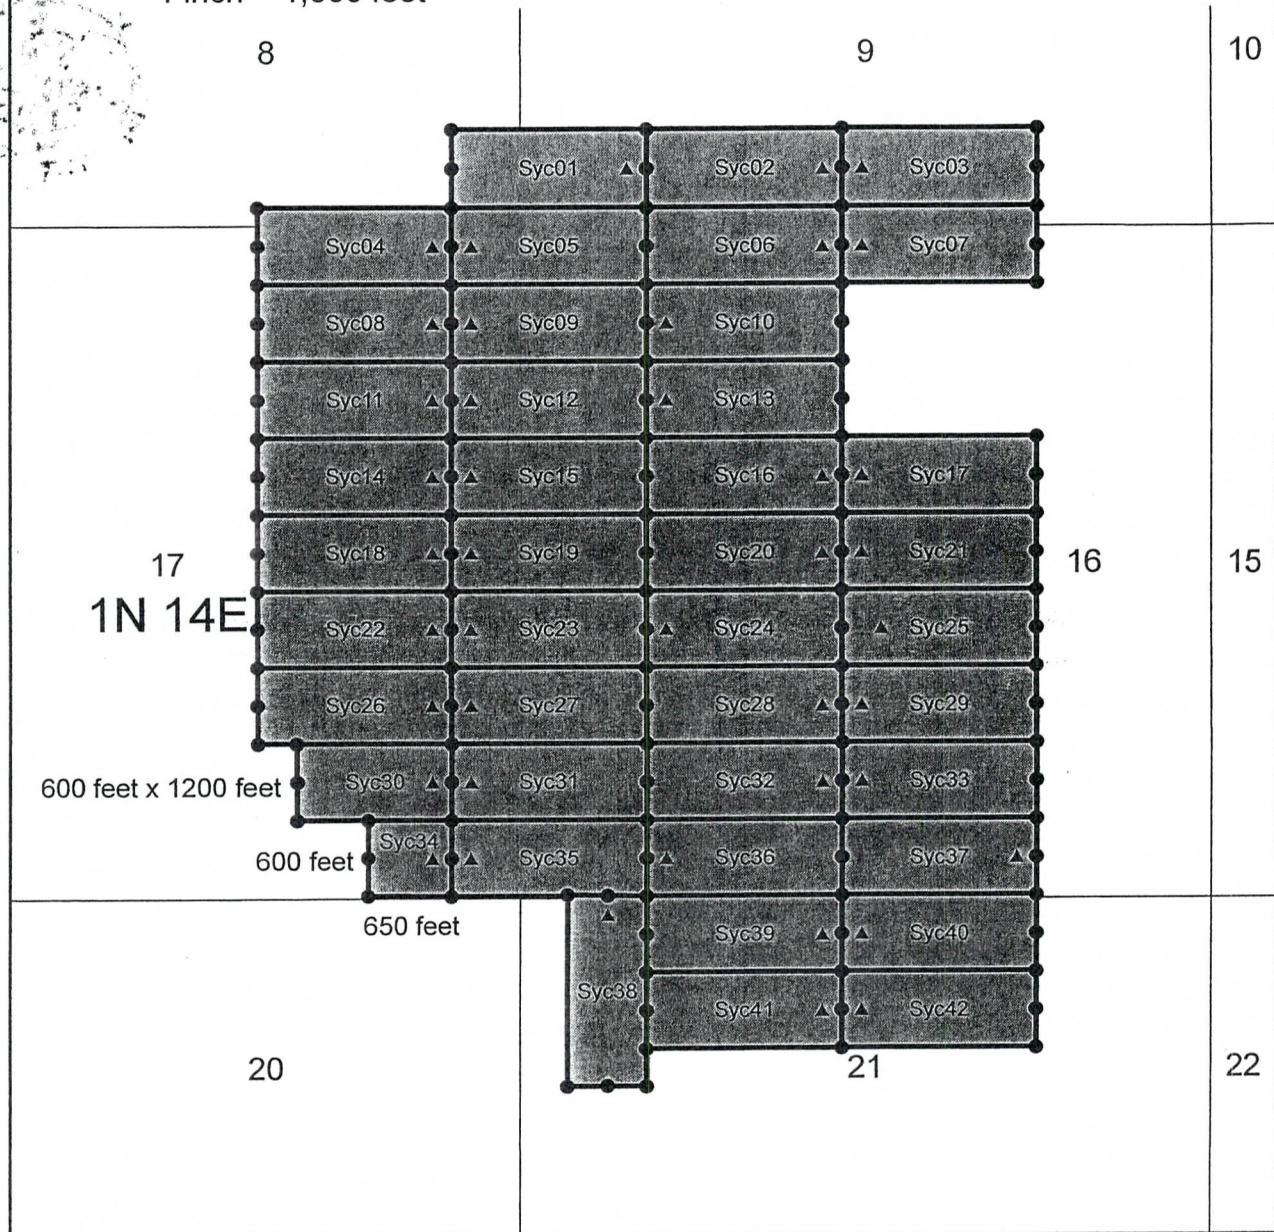 8 9 10
Syc01 Syc02 Syc03
Syc04 Syc05 Syc06 Syc07
Syc08 Syc09 Syc10
Syc11 Syc12 Syc13
Syc14 Syc15 Syc16 Syc17
17 Syc18 Syc19 Syc20 Syc21 16 15
1N 14E Syc22 Syc23 Syc24 Syc25
Syc26 Syc27 Syc28 Syc29
600 feet x 1200 feet Syc30 Syc31 Syc32 Syc33
Syc34
600 feet Syc35 Syc36 Syc37
650 feet Syc39 Syc40
Syc38
Syc41 Syc42
20 21 22